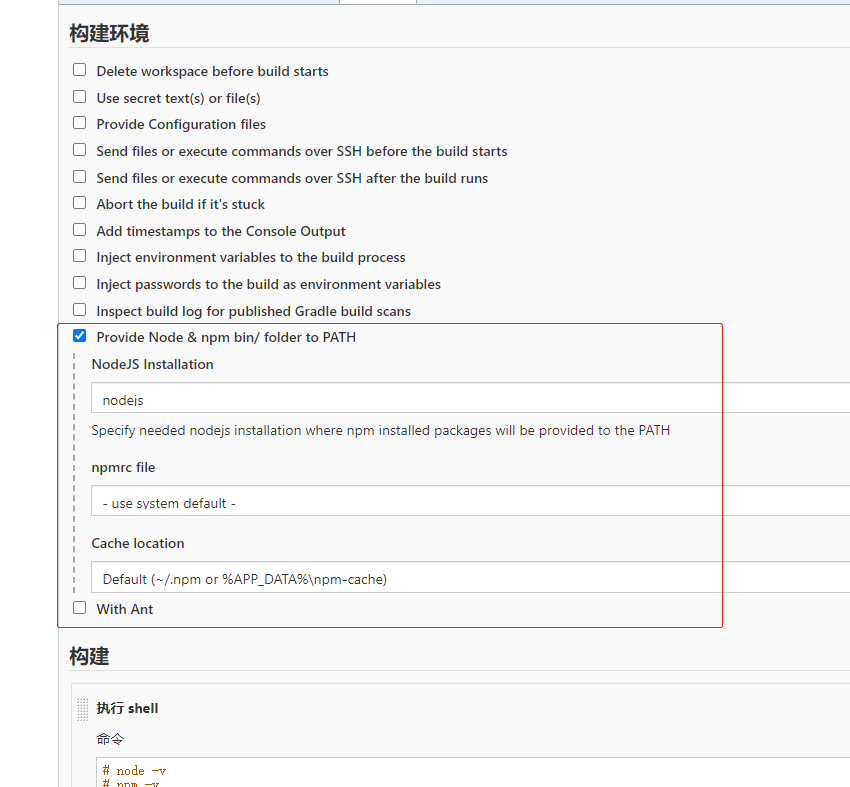 构建环境
Delete workspace before build starts
Use secret text(s) or file(s)
Provide Configuration files
Send files or execute commands over SSH before the build starts
Send files or execute commands over SSH after the build runs
Abort the build if it's stuck
Add timestamps to the Console Output
Inject environment variables to the build process
Inject passwords to the build as environment variables
Inspect build log for published Gradle build scans
Provide Node & npm bin/ folder to PATH
NodeJS Installation
nodejs
Specify needed nodejs installation where npm installed packages will be provided to the PATH
npmrc file
- use system default -
Cache location
Default (~/.npm or %APP_DATA%\npm-cache)
With Ant
构建
执行 shell
命令
# node -v
# npm -v